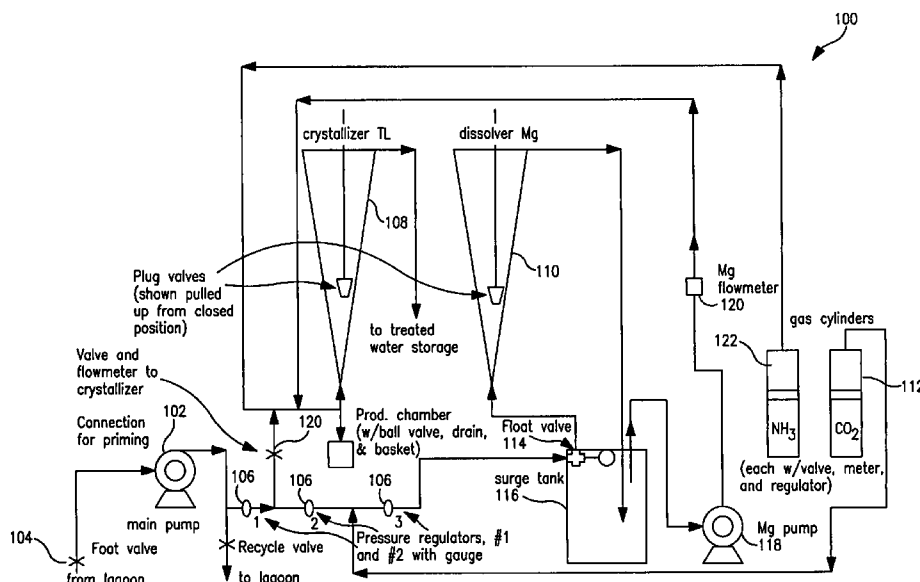 100
crystallizer TL
dissolver Mg
108
110
Plug valves
(shown pulled
up from closed
position)
Mg
flowmeter
120
to treated
water storage
gas cylinders
122
112
NH3
CO2
(each w/valve, meter,
and regulator)
Valve and
flowmeter to
crystallizer
Connection
for priming
102
120
Prod. chamber
(w/ball valve, drain,
& basket)
Float valve
114
surge tank
116
106
106
106
1
2
3
main pump
Pressure regulators, #1
and #2 with gauge
Mg pump
118
104
Foat valve
from lagoon
Recycle valve
to lagoon